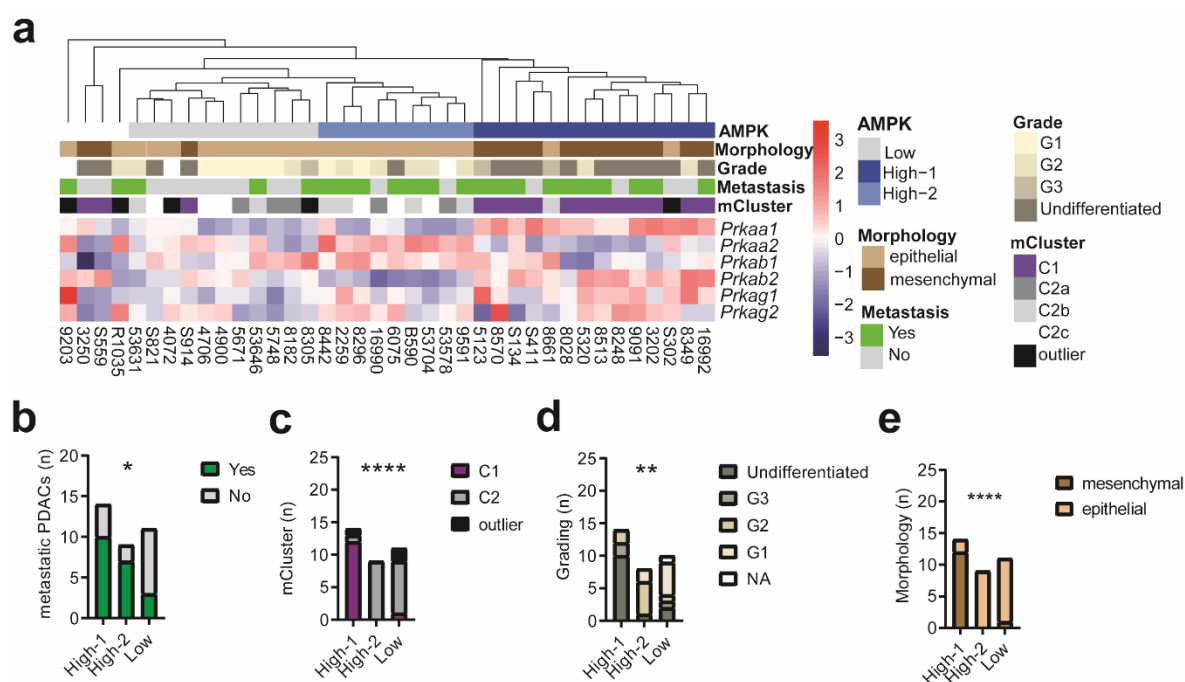 a
AMPK
Morphology
Grade
Metastasis
mCluster
Prkaa1
Prkaa2
Prkab1
Prkab2
Prkag1
Prkag2
9203 3250 S559 R1035 53631 S821 4072 S914 4706 4900 5671 53646 5748 8182 8305 8442 2259 8296 16990 6075 B590 53704 53578 9591 5123 8570 S134 S411 8661 8028 5320 8513 8248 9091 3202 S302 8349 16992
3
2
1
0
−1
−2
−3
AMPK
Low
High−1
High−2
Morphology
epithelial
mesenchymal
Metastasis
Yes
No
Grade
G1
G2
G3
Undifferentiated
mCluster
C1
C2a
C2b
C2c
outlier
b
metastatic PDACs (n)
20
15
10
5
0
*
High-1 High-2 Low
Yes
No
c
mCluster (n)
25
20
15
10
5
0
****
High-1 High-2 Low
C1
C2
outlier
d
Grading (n)
25
20
15
10
5
0
**
High-1 High-2 Low
Undifferentiated
G3
G2
G1
NA
e
Morphology (n)
25
20
15
10
5
0
****
High-1 High-2 Low
mesenchymal
epithelial